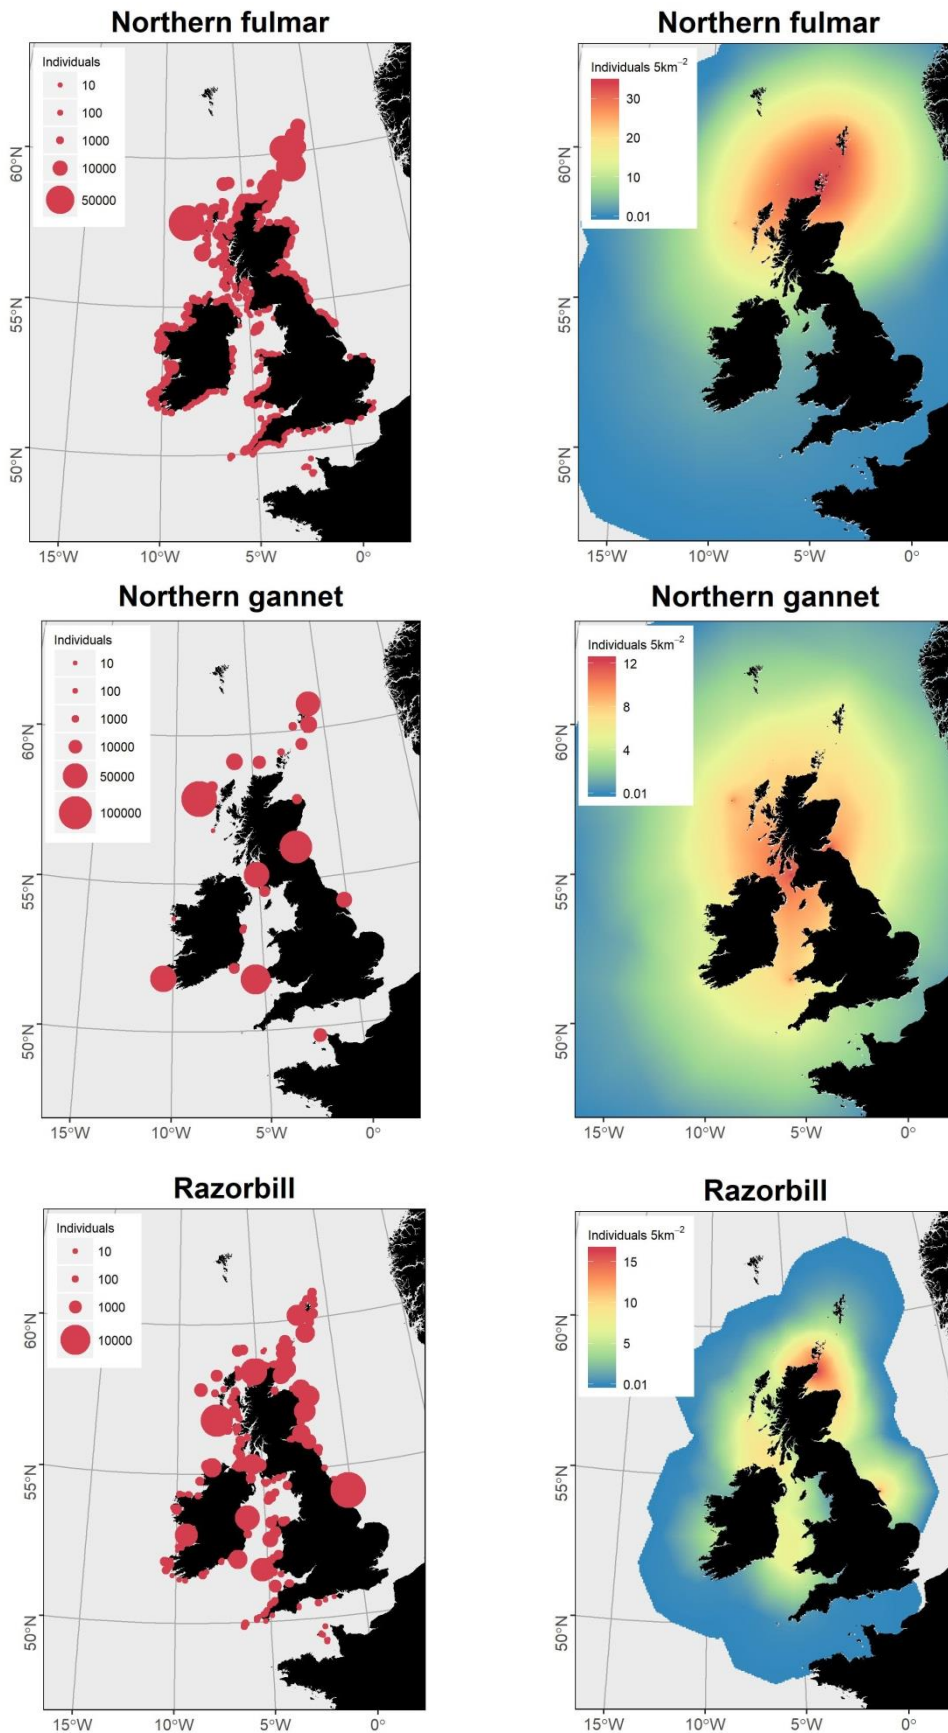 Northern fulmar
Individuals
10
100
1000
10000
50000
60°N
55°N
50°N
15°W 10°W 5°W 0°
Northern fulmar
Individuals 5km⁻²
30
20
10
0.01
60°N
55°N
50°N
10°W 5°W 0°
Northern gannet
Individuals
10
100
1000
10000
50000
100000
60°N
55°N
50°N
15°W 10°W 5°W 0°
Northern gannet
Individuals 5km⁻²
12
8
4
0.01
60°N
55°N
50°N
15°W 10°W 5°W 0°
Razorbill
Individuals
10
100
1000
10000
60°N
55°N
50°N
15°W 10°W 5°W 0°
Razorbill
Individuals 5km⁻²
15
10
5
0.01
60°N
55°N
50°N
15°W 10°W 5°W 0°